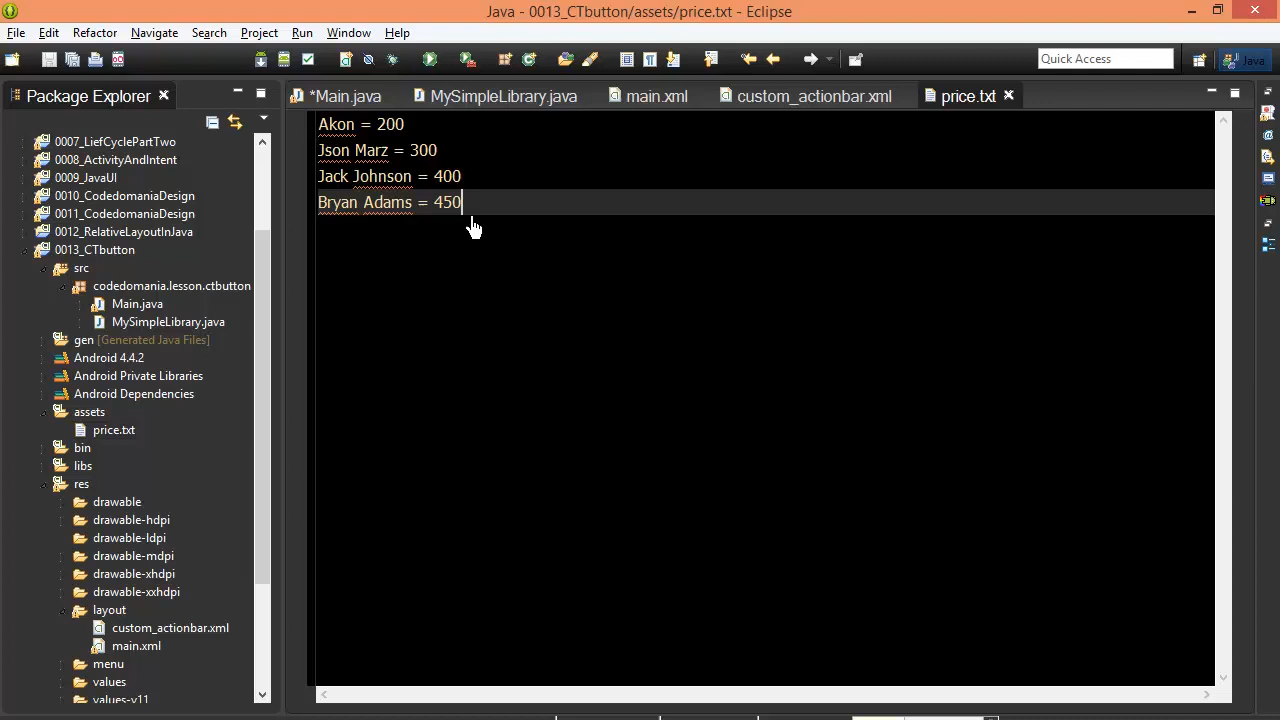 Java - 0013_CTbutton/assets/price.txt - Eclipse
File Edit Refactor Navigate Search Project Run Window Help
Quick Access
Java
Package Explorer
*Main.java
MySimpleLibrary.java
main.xml
custom_actionbar.xml
price.txt
0007_LiefCyclePartTwo
0008_ActivityAndIntent
0009_JavaUI
0010_CodedomaniaDesign
0011_CodedomaniaDesign
0012_RelativeLayoutInJava
0013_CTbutton
src
codedomania.lesson.ctbutton
Main.java
MySimpleLibrary.java
gen [Generated Java Files]
Android 4.4.2
Android Private Libraries
Android Dependencies
assets
price.txt
bin
libs
res
drawable
drawable-hdpi
drawable-ldpi
drawable-mdpi
drawable-xhdpi
drawable-xxhdpi
layout
custom_actionbar.xml
main.xml
menu
values
values-v11
Akon = 200
Json Marz = 300
Jack Johnson = 400
Bryan Adams = 450